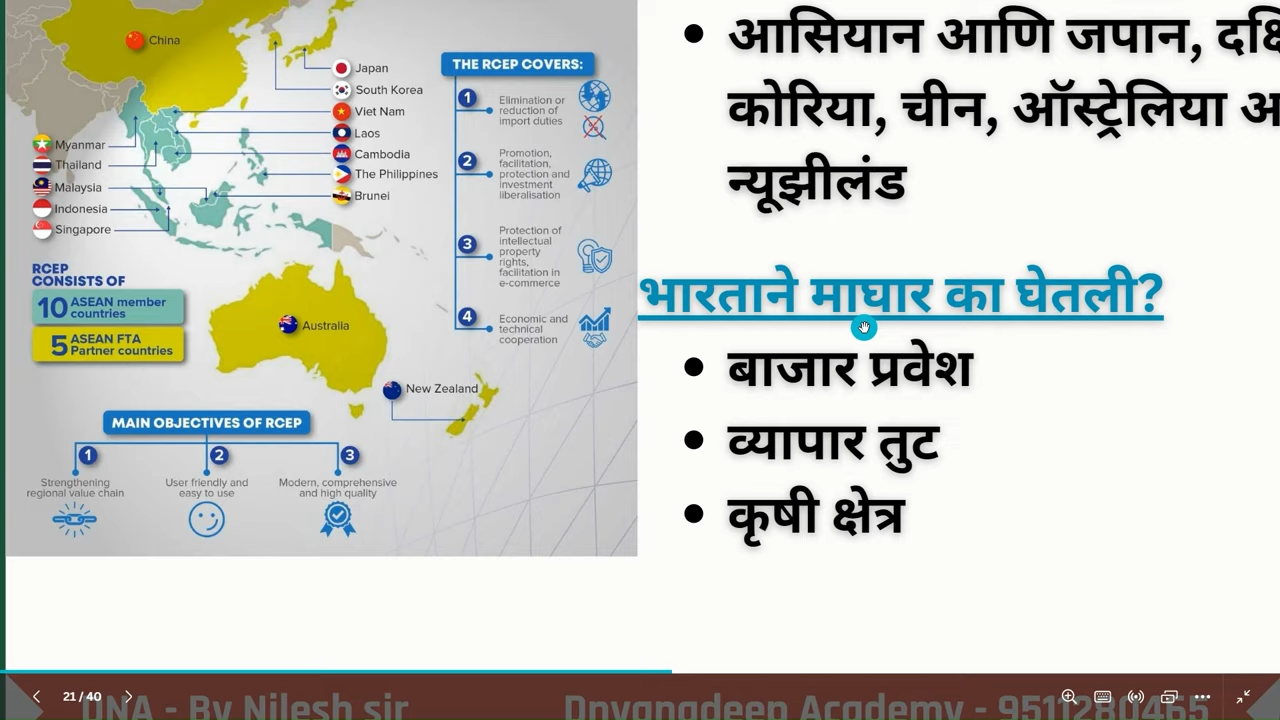 China
Japan
South Korea
Viet Nam
Laos
Cambodia
The Philippines
Brunei
Myanmar
Thailand
Malaysia
Indonesia
Singapore
RCEP
CONSISTS OF
10 ASEAN member
countries
5 ASEAN FTA
Partner countries
Australia
New Zealand
THE RCEP COVERS:
1
Elimination or
reduction of
import duties
2
Promotion,
facilitation,
protection and
investment
liberalisation
3
Protection of
intellectual
property
rights,
facilitation in
e-commerce
4
Economic and
technical
cooperation
MAIN OBJECTIVES OF RCEP
1
Strengthening
regional value chain
2
User friendly and
easy to use
3
Modern, comprehensive
and high quality
आसियान आणि जपान,
कोरिया, चीन, ऑस्ट्रेलिया
न्यूझीलंड
भारताने माघार का घेतली?
बाजार प्रवेश
व्यापार तुट
कृषी क्षेत्र
21 / 40
DNA - By Nilesh sir
Dnyanadeep Academy -